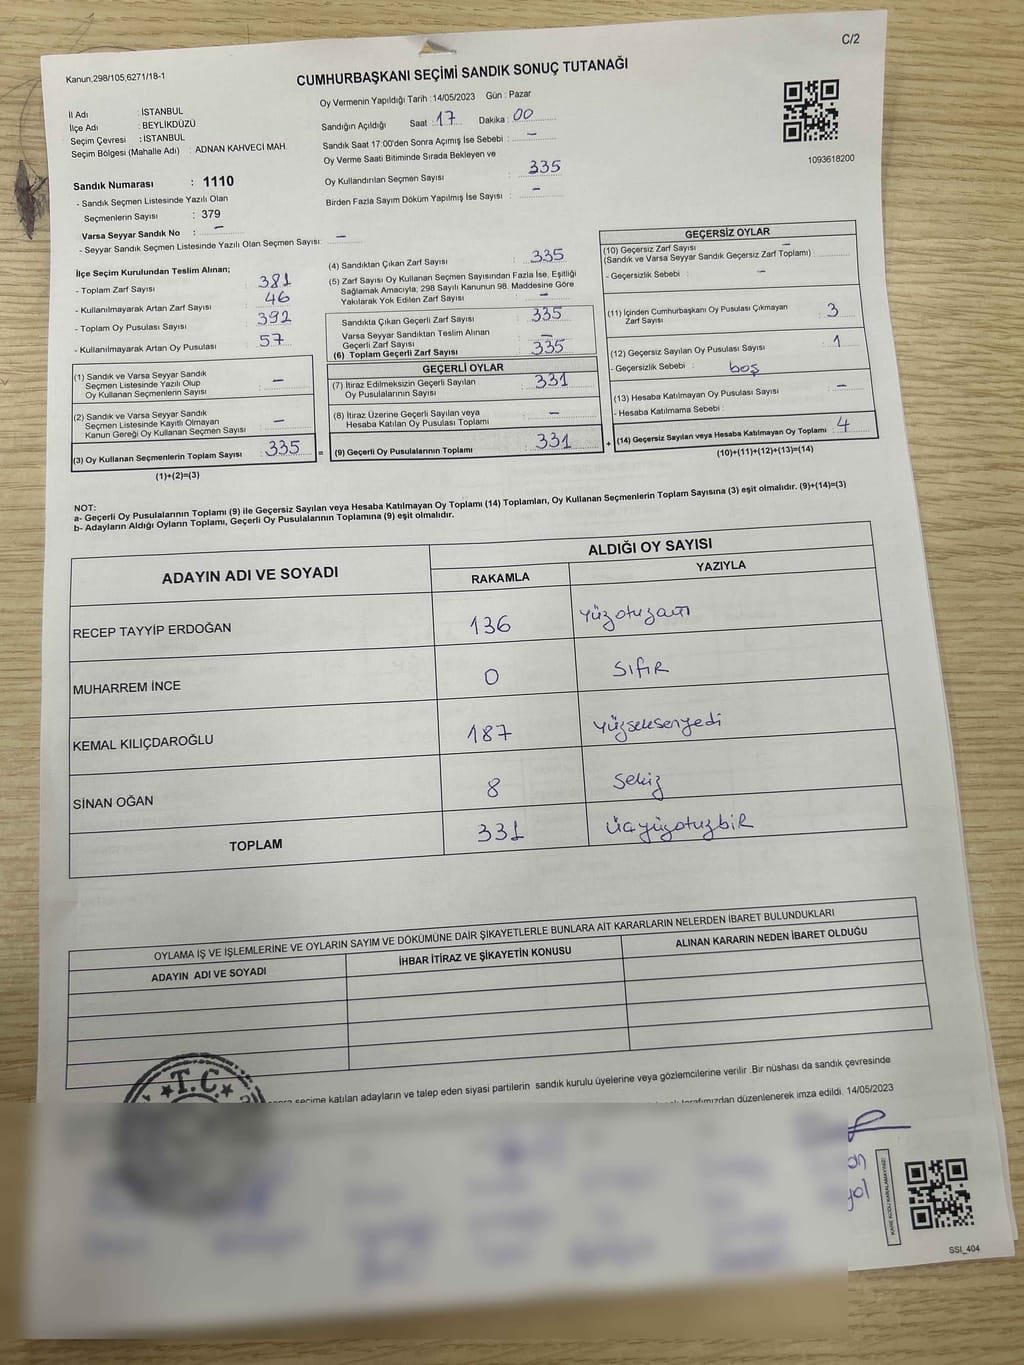 C/2
Kanun,298/105;6271/18-1
CUMHURBAŞKANI SEÇİMİ SANDIK SONUÇ TUTANAĞI
İl Adı : İSTANBUL
İlçe Adı : BEYLİKDÜZÜ
Seçim Çevresi : İSTANBUL
Seçim Bölgesi (Mahalle Adı) : ADNAN KAHVECİ MAH.
Oy Vermenin Yapıldığı Tarih : 14/05/2023 Gün : Pazar
Sandığın Açıldığı Saat : 17 Dakika : 00
Sandık Saat 17:00'den Sonra Açımış İse Sebebi : –
Oy Verme Saati Bitiminde Sırada Bekleyen ve
Oy Kullandırılan Seçmen Sayısı : 335
Birden Fazla Sayım Döküm Yapılmış İse Sayısı : –
1093618200
Sandık Numarası : 1110
- Sandık Seçmen Listesinde Yazılı Olan
Seçmenlerin Sayısı : 379
Varsa Seyyar Sandık No : –
- Seyyar Sandık Seçmen Listesinde Yazılı Olan Seçmen Sayısı: –
İlçe Seçim Kurulundan Teslim Alınan;
- Toplam Zarf Sayısı : 381
- Kullanılmayarak Artan Zarf Sayısı : 46
- Toplam Oy Pusulası Sayısı : 392
- Kullanılmayarak Artan Oy Pusulası : 57
(1) Sandık ve Varsa Seyyar Sandık
Seçmen Listesinde Yazılı Olup
Oy Kullanan Seçmenlerin Sayısı : –
(2) Sandık ve Varsa Seyyar Sandık
Seçmen Listesinde Kayıtlı Olmayan
Kanun Gereği Oy Kullanan Seçmen Sayısı : –
(3) Oy Kullanan Seçmenlerin Toplam Sayısı : 335 =
(1)+(2)=(3)
(4) Sandıktan Çıkan Zarf Sayısı : 335
(5) Zarf Sayısı Oy Kullanan Seçmen Sayısından Fazla İse, Eşitliği
Sağlamak Amacıyla; 298 Sayılı Kanunun 98. Maddesine Göre
Yakılarak Yok Edilen Zarf Sayısı : –
Sandıkta Çıkan Geçerli Zarf Sayısı : 335
Varsa Seyyar Sandıktan Teslim Alınan
Geçerli Zarf Sayısı : –
(6) Toplam Geçerli Zarf Sayısı : 335
GEÇERLİ OYLAR
(7) İtiraz Edilmeksizin Geçerli Sayılan
Oy Pusulasının Sayısı : 331
(8) İtiraz Üzerine Geçerli Sayılan veya
Hesaba Katılan Oy Pusulası Toplamı : –
(9) Geçerli Oy Pusulalarının Toplamı : 331 +
GEÇERSİZ OYLAR
(10) Geçersiz Zarf Sayısı –
(Sandık ve Varsa Seyyar Sandık Geçersiz Zarf Toplamı) :
- Geçersizlik Sebebi : –
(11) İçinden Cumhurbaşkanı Oy Pusulası Çıkmayan
Zarf Sayısı : 3
(12) Geçersiz Sayılan Oy Pusulası Sayısı : 1
- Geçersizlik Sebebi : boş
(13) Hesaba Katılmayan Oy Pusulası Sayısı : –
- Hesaba Katılmama Sebebi :
(14) Geçersiz Sayılan veya Hesaba Katılmayan Oy Toplamı : 4
(10)+(11)+(12)+(13)=(14)
NOT:
a- Geçerli Oy Pusulalarının Toplamı (9) ile Geçersiz Sayılan veya Hesaba Katılmayan Oy Toplamı (14) Toplamları, Oy Kullanan Seçmenlerin Toplam Sayısına (3) eşit olmalıdır. (9)+(14)=(3)
b- Adayların Aldığı Oyların Toplamı, Geçerli Oy Pusulalarının Toplamına (9) eşit olmalıdır.
ADAYIN ADI VE SOYADI ALDIĞI OY SAYISI
RAKAMLA YAZIYLA
RECEP TAYYİP ERDOĞAN 136 yüzotuzaltı
MUHARREM İNCE 0 SıfıR
KEMAL KILIÇDAROĞLU 187 yüzseksenyedi
SİNAN OĞAN 8 Sekiz
TOPLAM 331 üçyüzotuzbiR
OYLAMA İŞ VE İŞLEMLERİNE VE OYLARIN SAYIM VE DÖKÜMÜNE DAİR ŞİKAYETLERLE BUNLARA AİT KARARLARIN NELERDEN İBARET BULUNDUKLARI
ADAYIN ADI VE SOYADI İHBAR İTİRAZ VE ŞİKAYETİN KONUSU ALINAN KARARIN NEDEN İBARET OLDUĞU
T.C.
seçime katılan adayların ve talep eden siyasi partilerin sandık kurulu üyelerine veya gözlemcilerine verilir .Bir nüshası da sandık çevresinde
tarafımızdan düzenlenerek imza edildi. 14/05/2023
KARE KODU KARALAMAYINIZ!
SSI_404